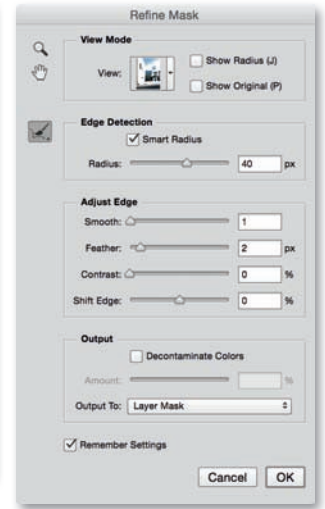 Refine Mask
View Mode
View:
Show Radius (J)
Show Original (P)
Edge Detection
Smart Radius
Radius: 40 px
Adjust Edge
Smooth: 1
Feather: 2 px
Contrast: 0 %
Shift Edge: 0 %
Output
Decontaminate Colors
Amount: %
Output To: Layer Mask
Remember Settings
Cancel OK